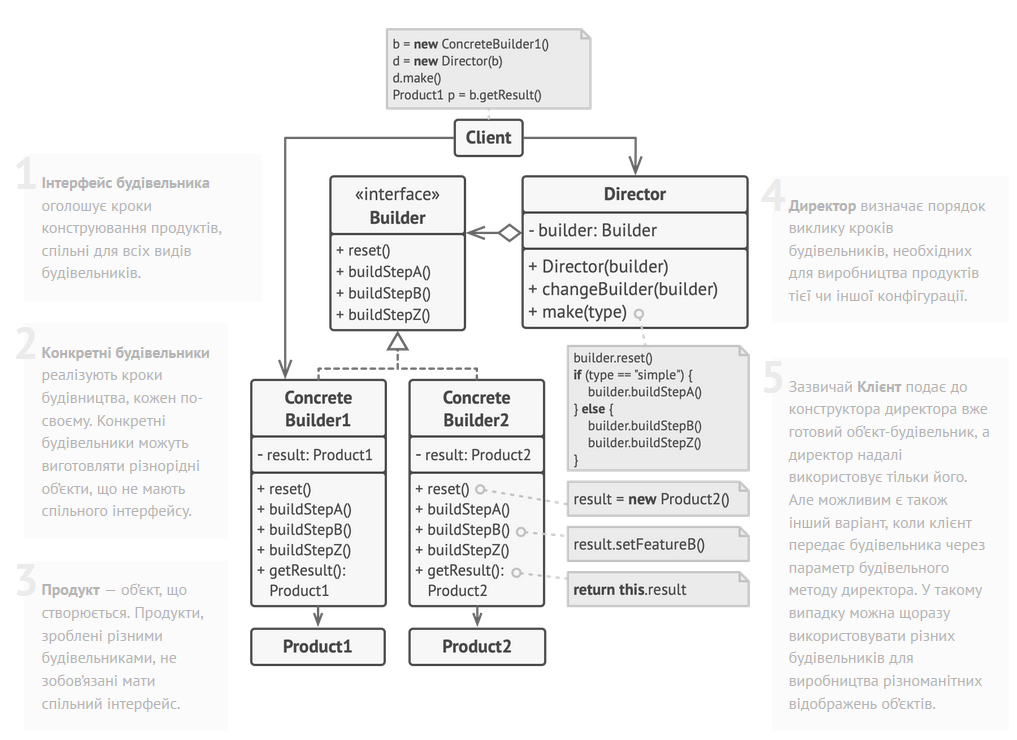 b = new ConcreteBuilder1()
d = new Director(b)
d.make()
Product1 p = b.getResult()
Client
1
Інтерфейс будівельника
оголошує кроки
конструювання продуктів,
спільні для всіх видів
будівельників.
2
Конкретні будівельники
реалізують кроки
будівництва, кожен по-
своєму. Конкретні
будівельники можуть
виготовляти різнорідні
об'єкти, що не мають
спільного інтерфейсу.
3
Продукт — об'єкт, що
створюється. Продукти,
зроблені різними
будівельниками, не
зобов'язані мати
спільний інтерфейс.
«interface»
Builder
+ reset()
+ buildStepA()
+ buildStepB()
+ buildStepZ()
Director
- builder: Builder
+ Director(builder)
+ changeBuilder(builder)
+ make(type)
builder.reset()
if (type == "simple") {
builder.buildStepA()
} else {
builder.buildStepB()
builder.buildStepZ()
}
Concrete
Builder1
- result: Product1
+ reset()
+ buildStepA()
+ buildStepB()
+ buildStepZ()
+ getResult():
Product1
Concrete
Builder2
- result: Product2
+ reset()
+ buildStepA()
+ buildStepB()
+ buildStepZ()
+ getResult():
Product2
result = new Product2()
result.setFeatureB()
return this.result
Product1
Product2
4
Директор визначає порядок
виклику кроків
будівельників, необхідних
для виробництва продуктів
тієї чи іншої конфігурації.
5
Зазвичай Клієнт подає до
конструктора директора вже
готовий об'єкт-будівельник, а
директор надалі
використовує тільки його.
Але можливим є також
інший варіант, коли клієнт
передає будівельника через
параметр будівельного
методу директора. У такому
випадку можна щоразу
використовувати різних
будівельників для
виробництва різноманітних
відображень об'єктів.